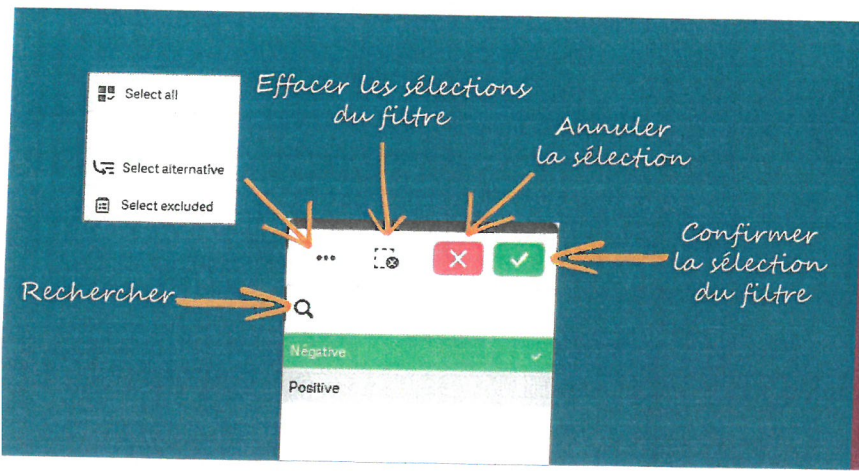 Select all
Select alternative
Select excluded
Effacer les sélections
du filtre
Annuler
la sélection
Confirmer
la sélection
du filtre
Rechercher
Négative
Positive